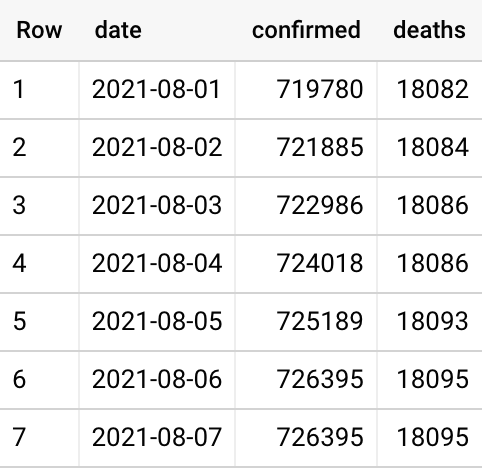 Row date confirmed deaths
1 2021-08-01 719780 18082
2 2021-08-02 721885 18084
3 2021-08-03 722986 18086
4 2021-08-04 724018 18086
5 2021-08-05 725189 18093
6 2021-08-06 726395 18095
7 2021-08-07 726395 18095